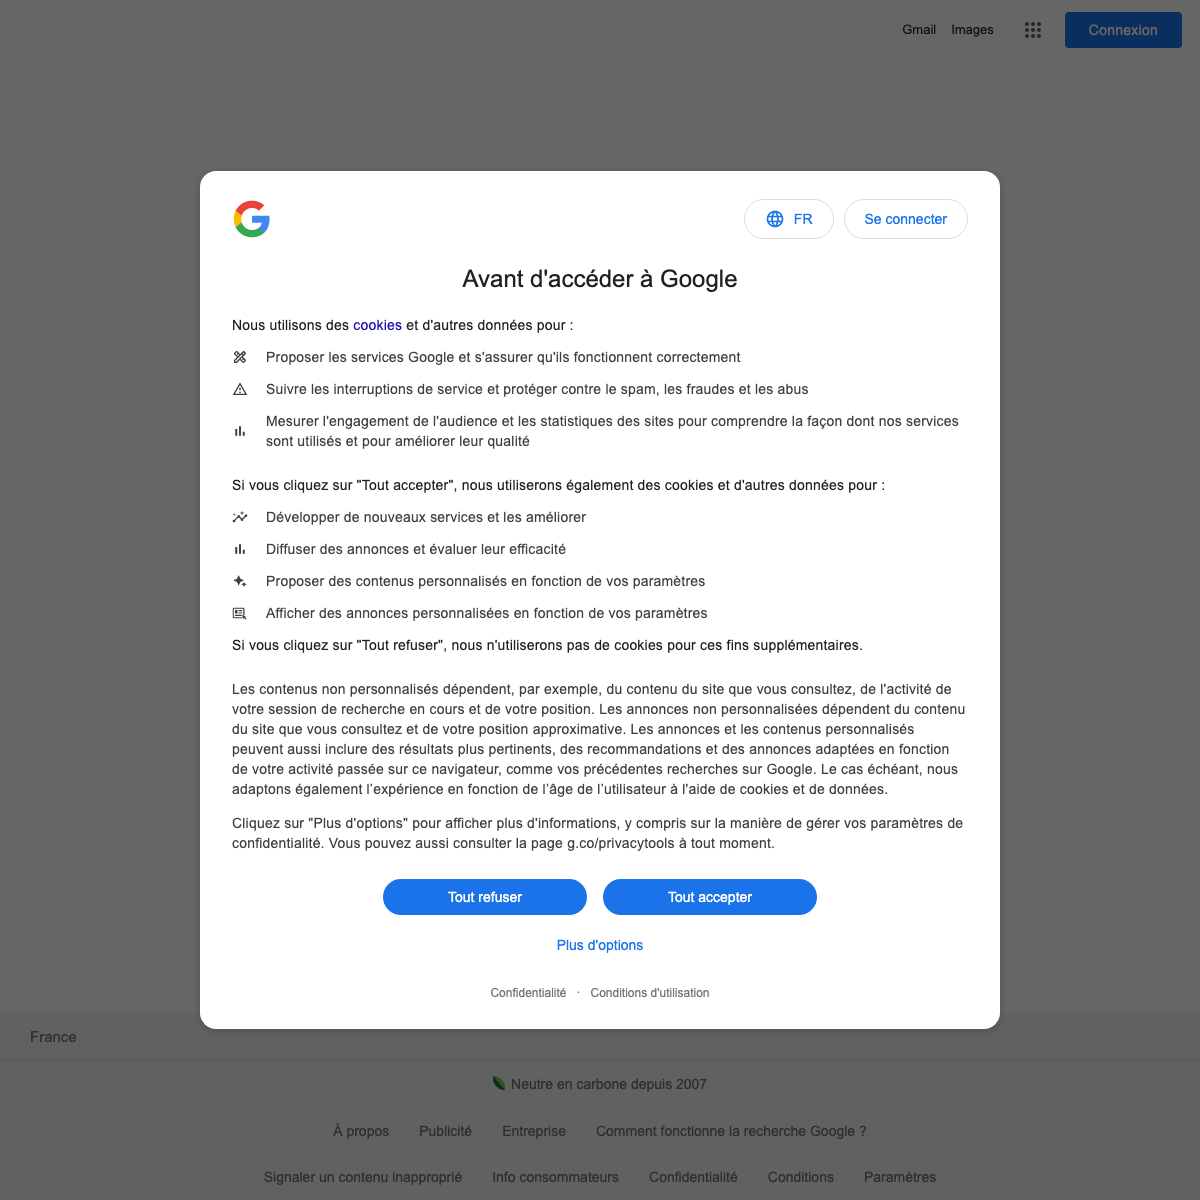 Gmail Images Connexion
FR Se connecter
Avant d'accéder à Google
Nous utilisons des cookies et d'autres données pour :
Proposer les services Google et s'assurer qu'ils fonctionnent correctement
Suivre les interruptions de service et protéger contre le spam, les fraudes et les abus
Mesurer l'engagement de l'audience et les statistiques des sites pour comprendre la façon dont nos services
sont utilisés et pour améliorer leur qualité
Si vous cliquez sur "Tout accepter", nous utiliserons également des cookies et d'autres données pour :
Développer de nouveaux services et les améliorer
Diffuser des annonces et évaluer leur efficacité
Proposer des contenus personnalisés en fonction de vos paramètres
Afficher des annonces personnalisées en fonction de vos paramètres
Si vous cliquez sur "Tout refuser", nous n'utiliserons pas de cookies pour ces fins supplémentaires.
Les contenus non personnalisés dépendent, par exemple, du contenu du site que vous consultez, de l'activité de
votre session de recherche en cours et de votre position. Les annonces non personnalisées dépendent du contenu
du site que vous consultez et de votre position approximative. Les annonces et les contenus personnalisés
peuvent aussi inclure des résultats plus pertinents, des recommandations et des annonces adaptées en fonction
de votre activité passée sur ce navigateur, comme vos précédentes recherches sur Google. Le cas échéant, nous
adaptons également l’expérience en fonction de l’âge de l’utilisateur à l'aide de cookies et de données.
Cliquez sur "Plus d'options" pour afficher plus d'informations, y compris sur la manière de gérer vos paramètres de
confidentialité. Vous pouvez aussi consulter la page g.co/privacytools à tout moment.
Tout refuser Tout accepter
Plus d'options
Confidentialité · Conditions d'utilisation
France
Neutre en carbone depuis 2007
À propos Publicité Entreprise Comment fonctionne la recherche Google ?
Signaler un contenu inapproprié Info consommateurs Confidentialité Conditions Paramètres